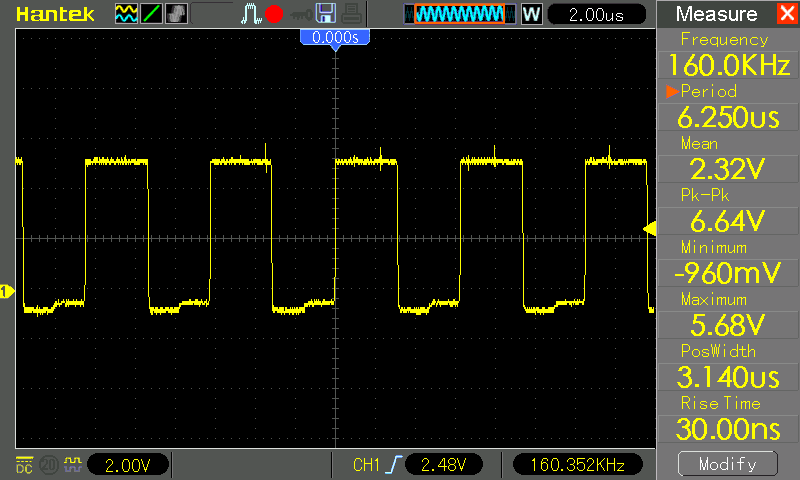 Hantek
W 2.00us
0.000s
Measure X
Frequency
160.0KHz
Period
6.250us
Mean
2.32V
Pk-Pk
6.64V
Minimum
-960mV
Maximum
5.68V
PosWidth
3.140us
Rise Time
30.00ns
Modify
1
DC 20 2.00V CH1 2.48V 160.352KHz